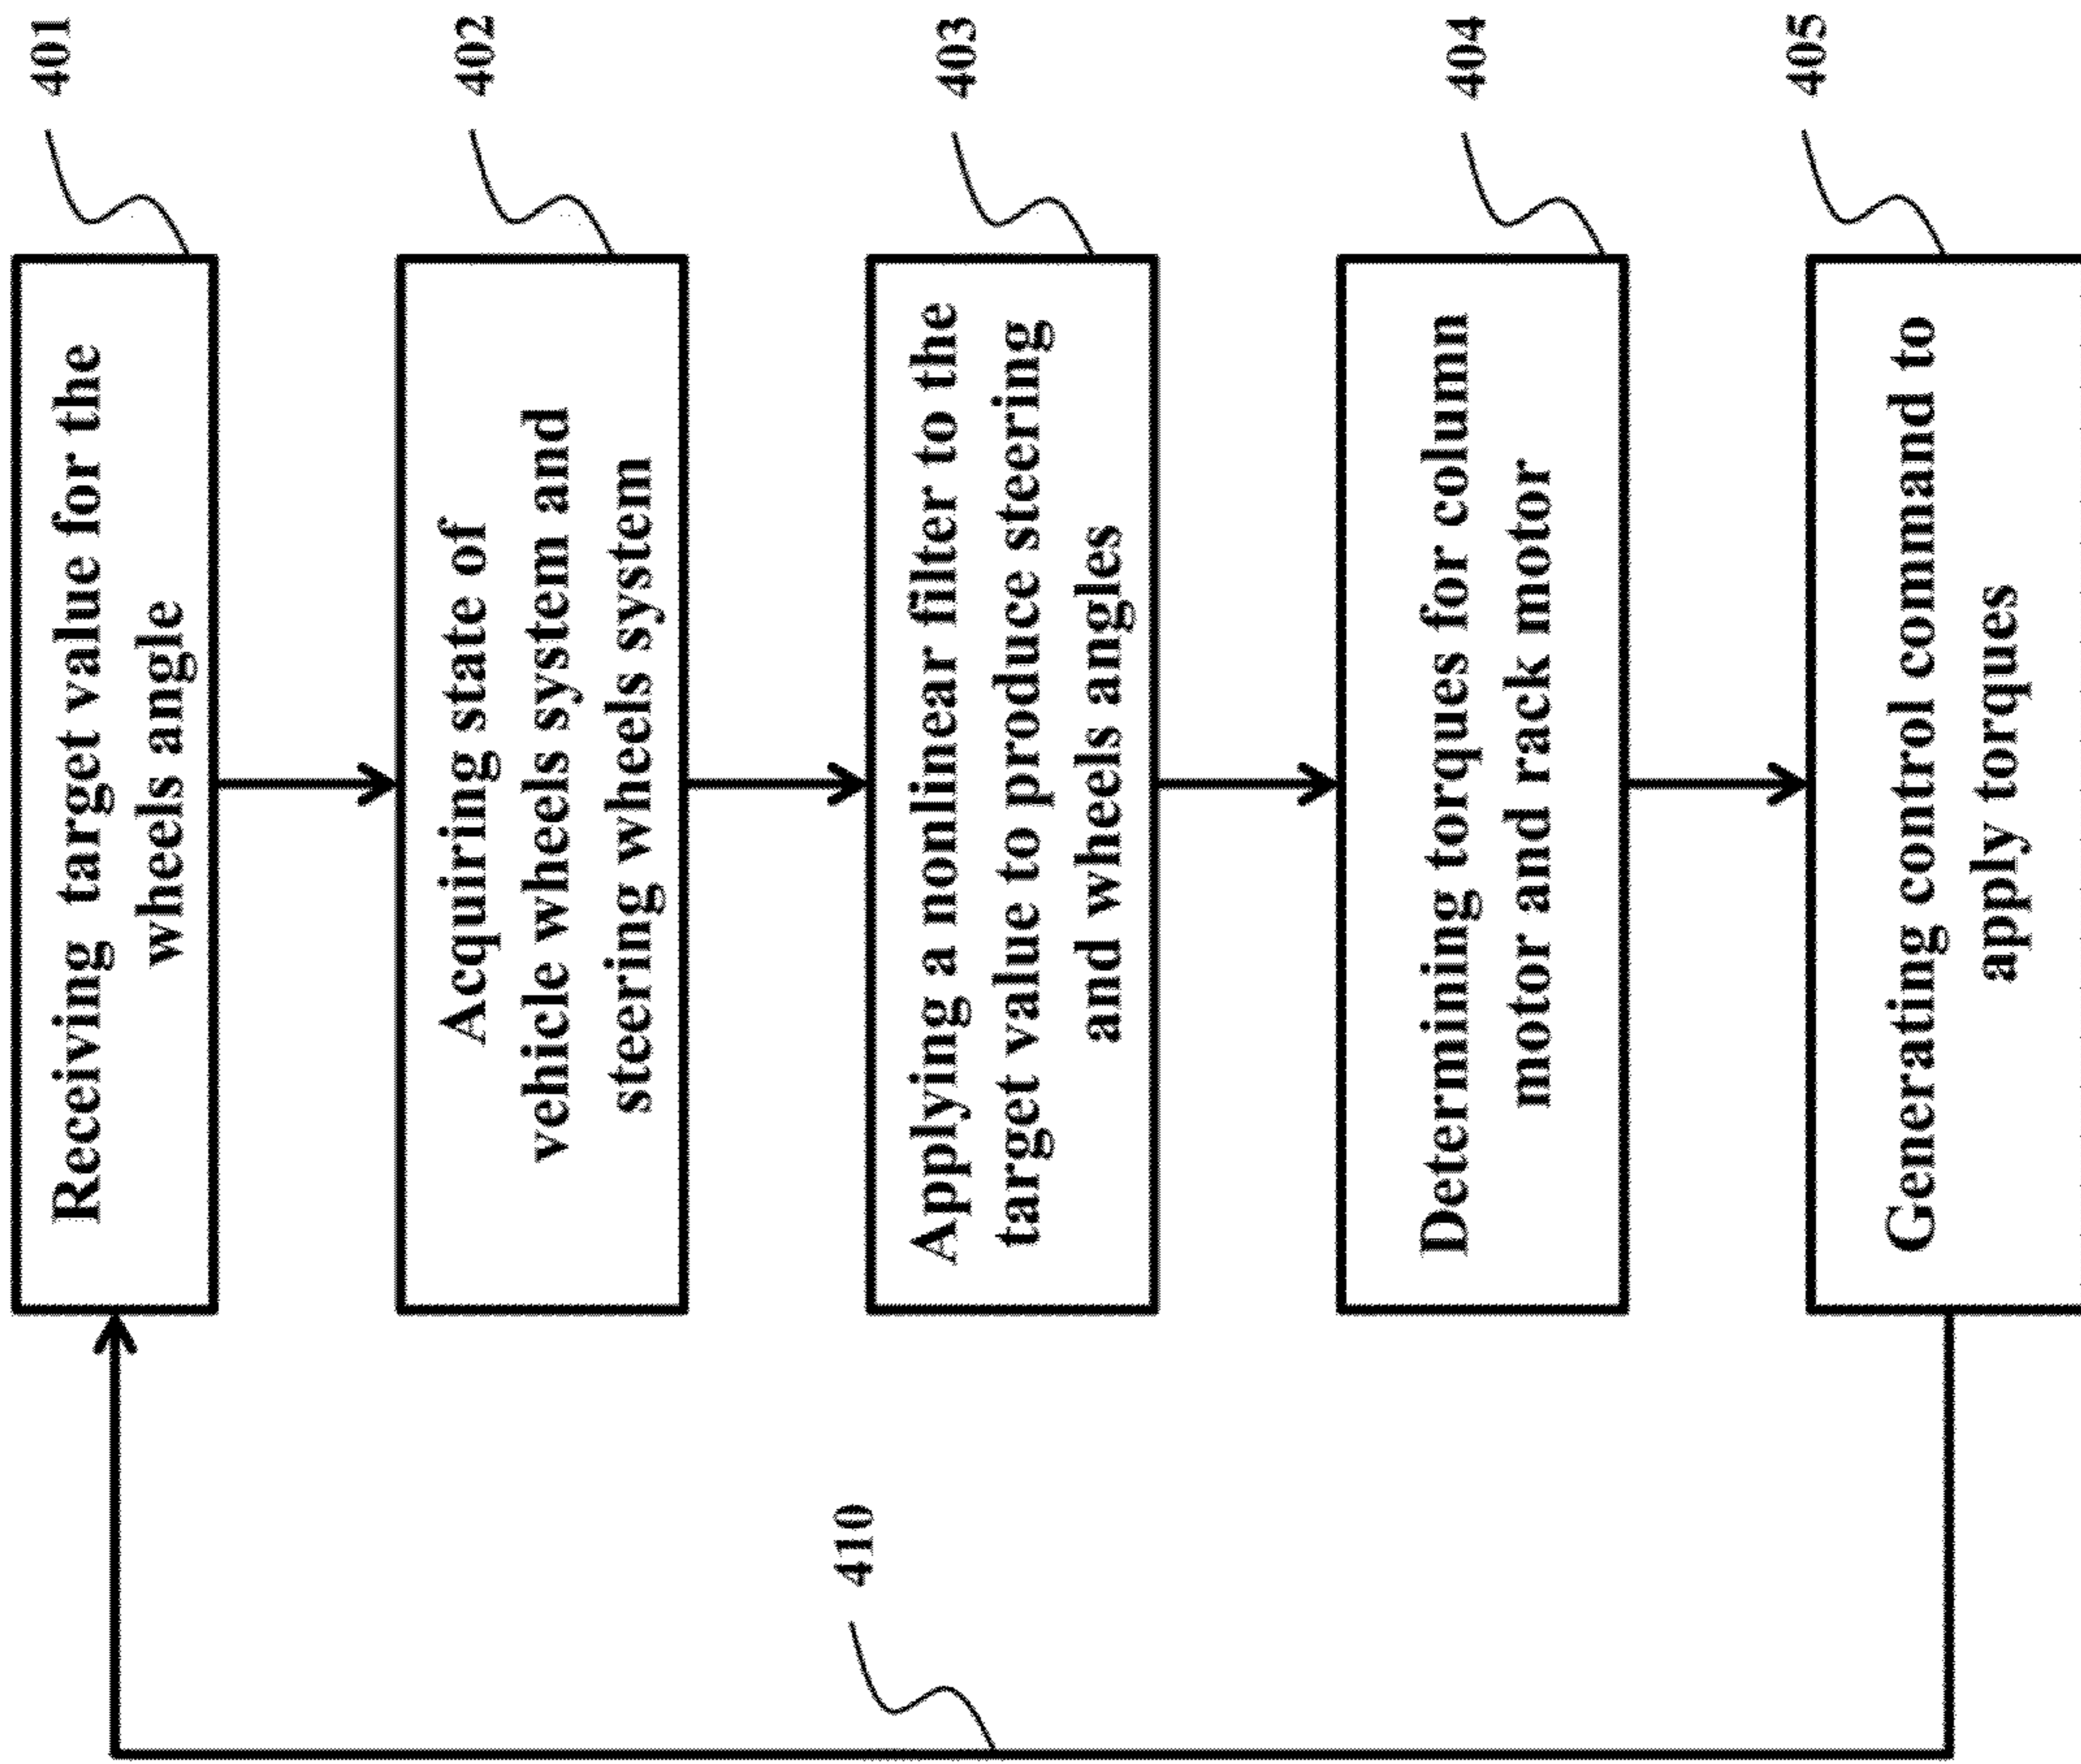 401
Receiving target value for the
wheels angle
402
Acquiring state of
vehicle wheels system and
steering wheels system
403
Applying a nonlinear filter to the
target value to produce steering
and wheels angles
404
Determining torques for column
motor and rack motor
405
Generating control command to
apply torques
410